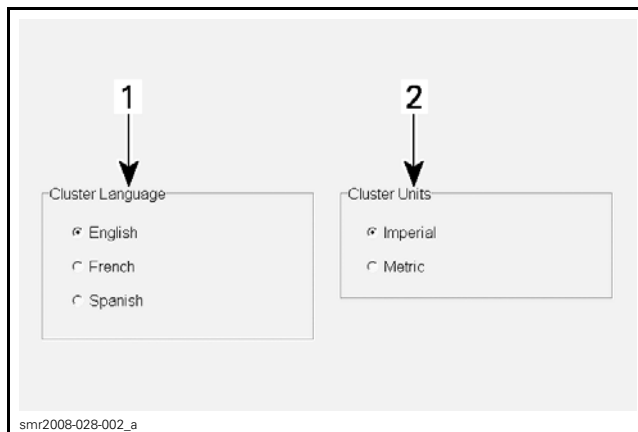 1
2
Cluster Language
English
French
Spanish
Cluster Units
Imperial
Metric
smr2008-028-002_a